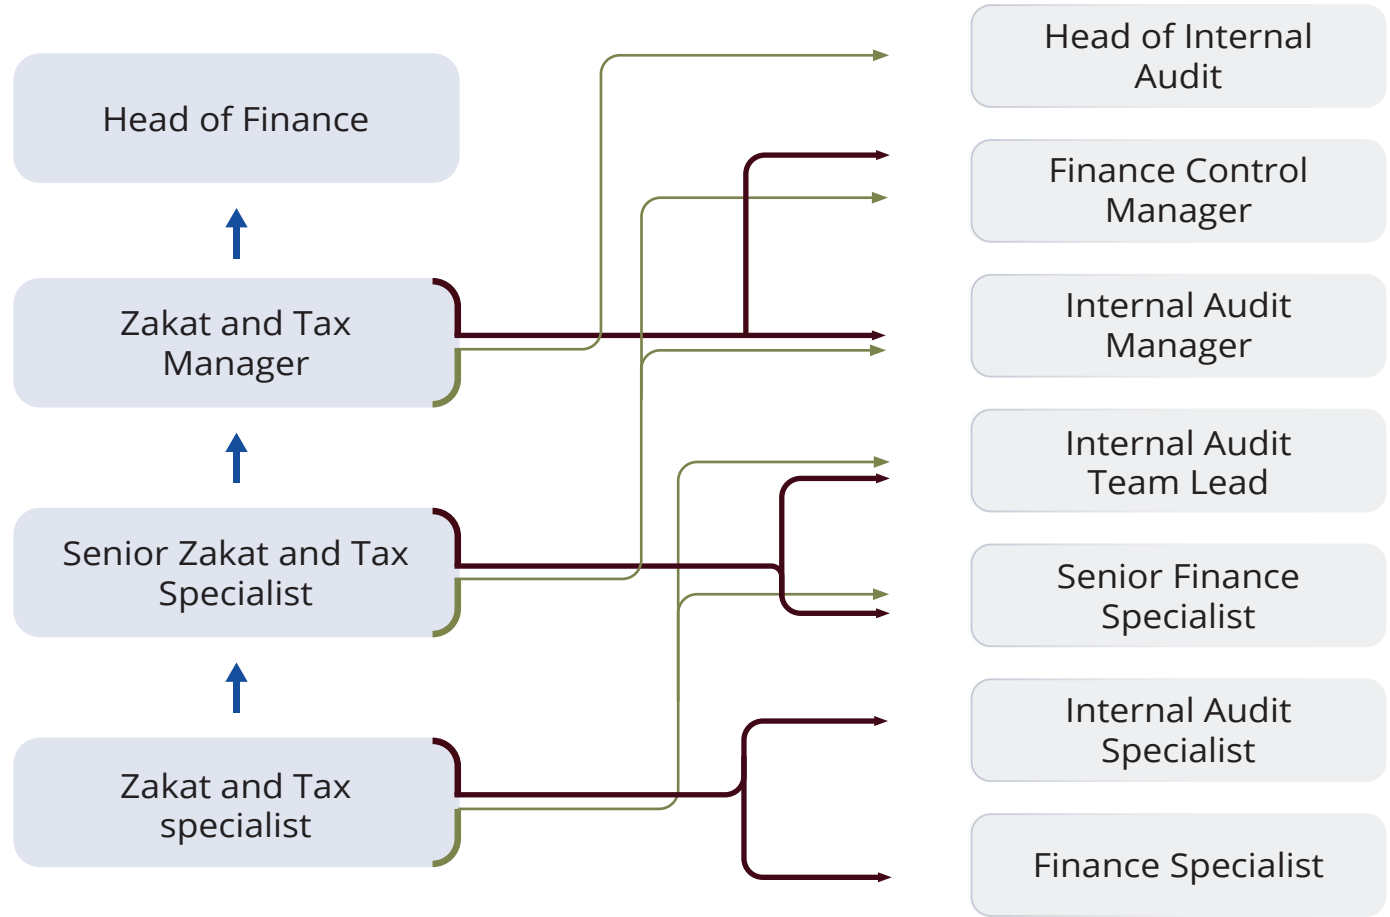 Head of Finance
Zakat and Tax
Manager
Senior Zakat and Tax
Specialist
Zakat and Tax
specialist
Head of Internal
Audit
Finance Control
Manager
Internal Audit
Manager
Internal Audit
Team Lead
Senior Finance
Specialist
Internal Audit
Specialist
Finance Specialist